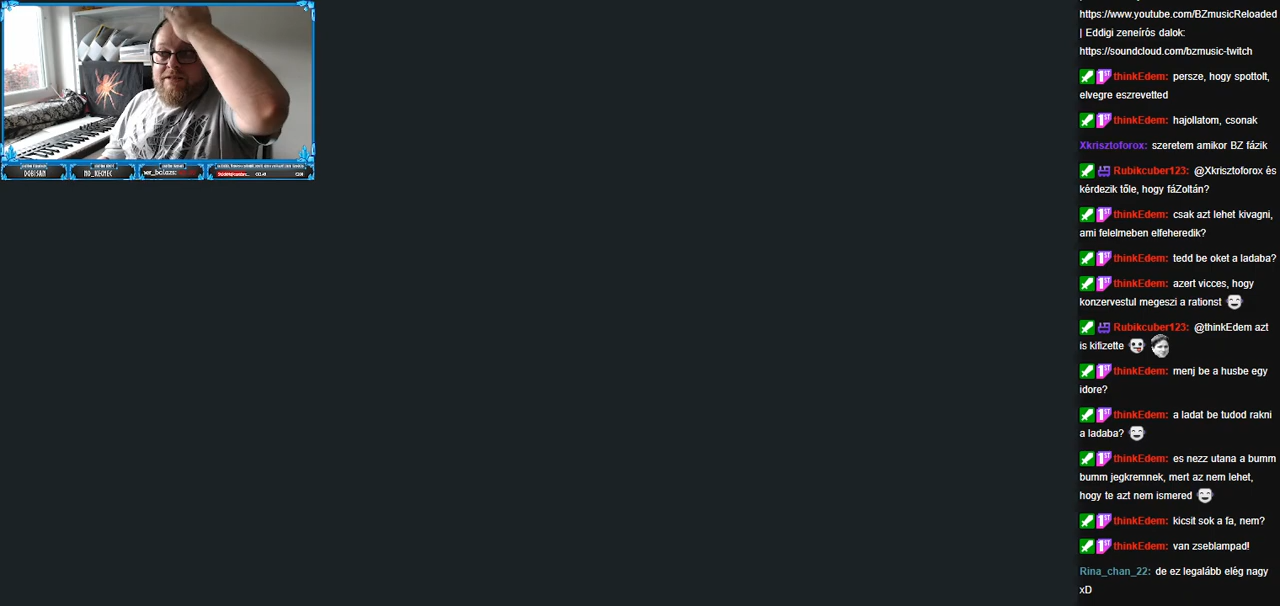 https://www.youtube.com/BZmusicReloaded
| Eddigi zeneírós dalok:
https://soundcloud.com/bzmusic-twitch
thinkEdem: persze, hogy spottolt,
elvegre eszrevetted
thinkEdem: hajollatom, csonak
Xkrisztoforox: szeretem amikor BZ fázik
Rubikcuber123: @Xkrisztoforox és
kérdezik tőle, hogy fáZoltán?
thinkEdem: csak azt lehet kivagni,
ami felelmeben elfeheredik?
thinkEdem: tedd be oket a ladaba?
thinkEdem: azert vicces, hogy
konzervestul megeszi a rationst
Rubikcuber123: @thinkEdem azt
is kifizette
thinkEdem: menj be a husbe egy
idore?
thinkEdem: a ladat be tudod rakni
a ladaba?
thinkEdem: es nezz utana a bumm
bumm jegkremnek, mert az nem lehet,
hogy te azt nem ismered
thinkEdem: kicsit sok a fa, nem?
thinkEdem: van zseblampad!
Rina_chan_22: de ez legalább elég nagy
xD